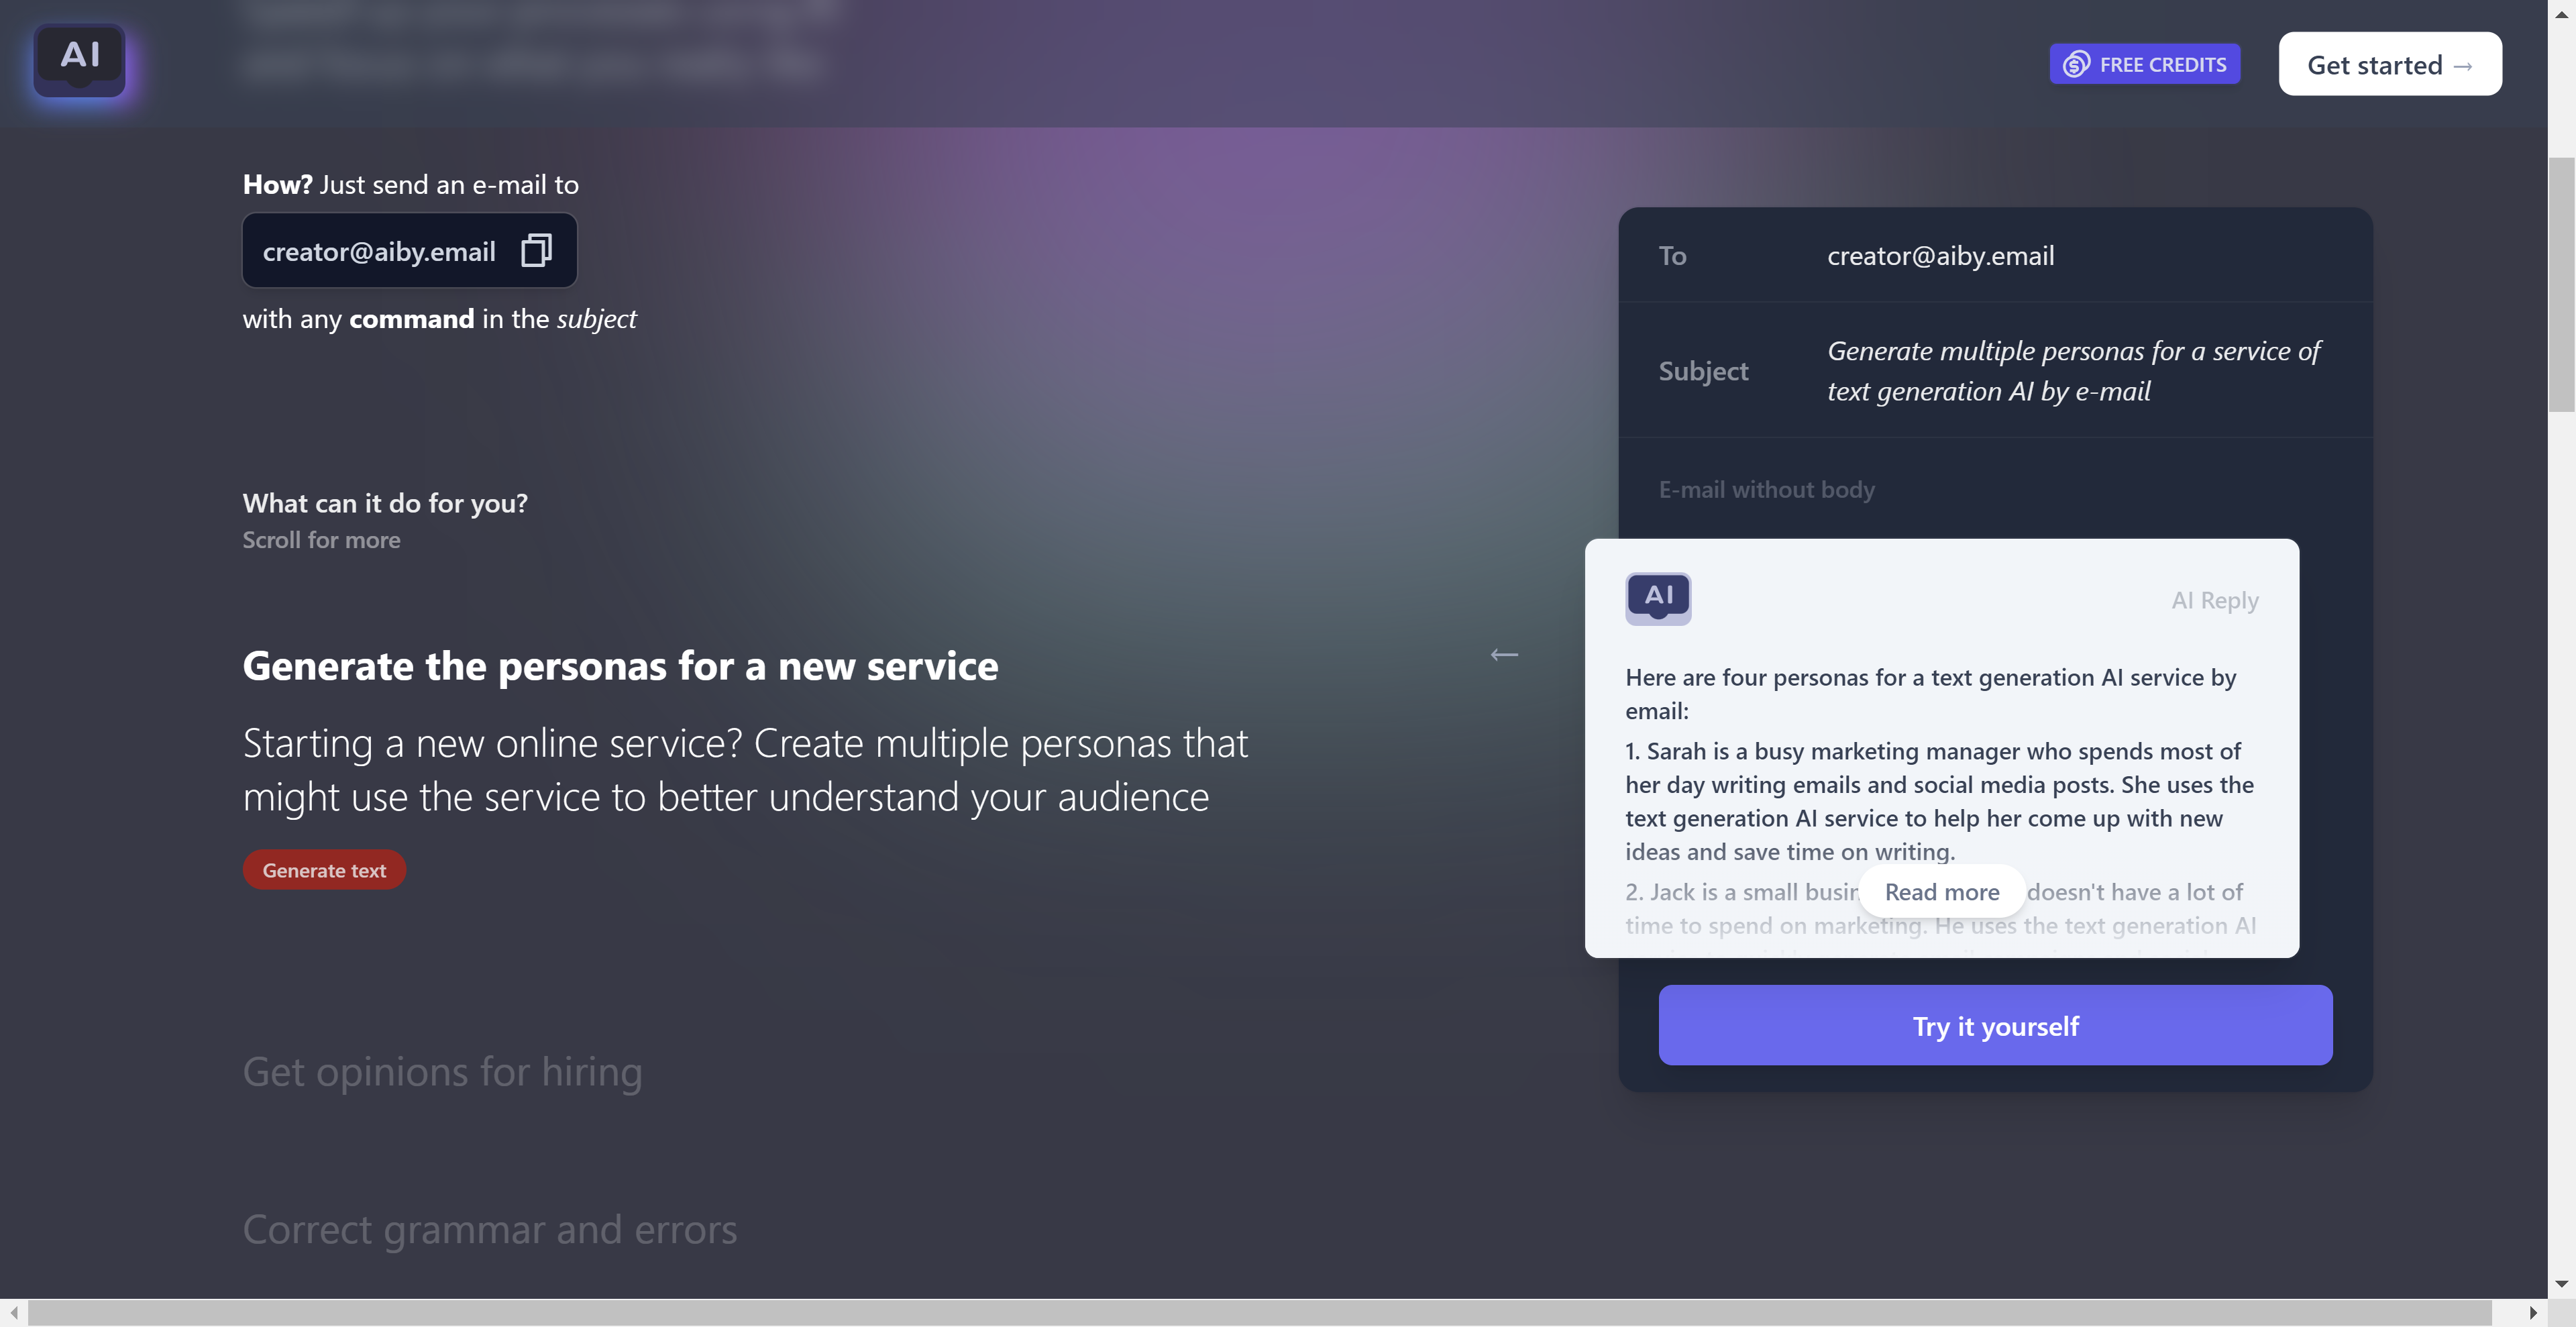 AI
FREE CREDITS
Get started →
How? Just send an e-mail to
creator@aiby.email
with any command in the subject
What can it do for you?
Scroll for more
Generate the personas for a new service
Starting a new online service? Create multiple personas that
might use the service to better understand your audience
Generate text
Get opinions for hiring
Correct grammar and errors
←
To creator@aiby.email
Subject
Generate multiple personas for a service of
text generation AI by e-mail
E-mail without body
AI
AI Reply
Here are four personas for a text generation AI service by
email:
1. Sarah is a busy marketing manager who spends most of
her day writing emails and social media posts. She uses the
text generation AI service to help her come up with new
ideas and save time on writing.
2. Jack is a small doesn't have a lot of
Read more
time to spend on marketing. He uses the text generation AI
Try it yourself